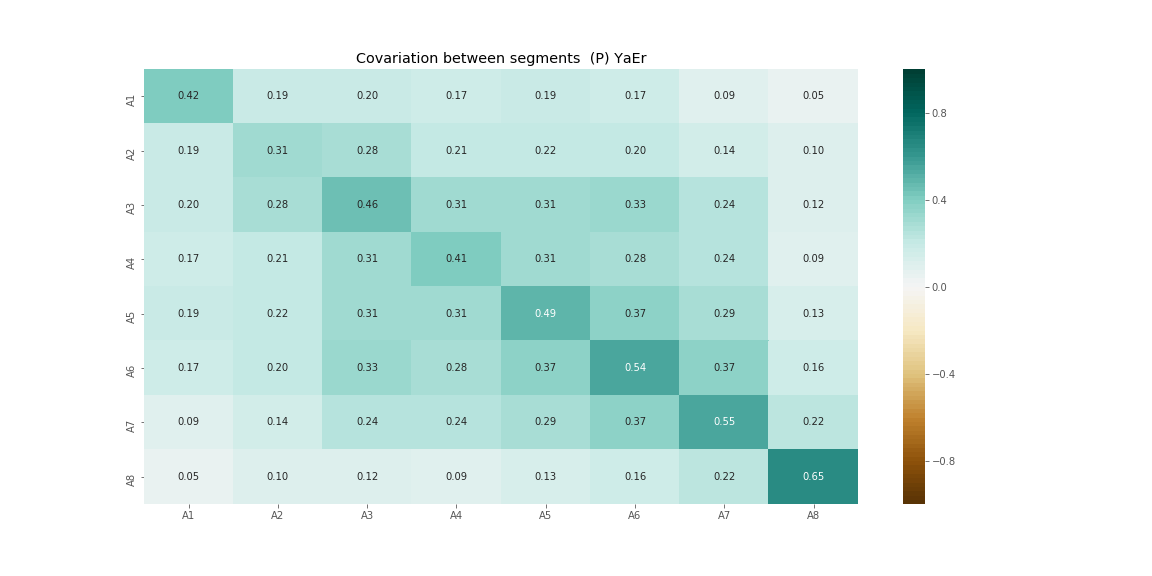 Covariation between segments  (P) YaEr
A1 0.42 0.19 0.20 0.17 0.19 0.17 0.09 0.05
A2 0.19 0.31 0.28 0.21 0.22 0.20 0.14 0.10
A3 0.20 0.28 0.46 0.31 0.31 0.33 0.24 0.12
A4 0.17 0.21 0.31 0.41 0.31 0.28 0.24 0.09
A5 0.19 0.22 0.31 0.31 0.49 0.37 0.29 0.13
A6 0.17 0.20 0.33 0.28 0.37 0.54 0.37 0.16
A7 0.09 0.14 0.24 0.24 0.29 0.37 0.55 0.22
A8 0.05 0.10 0.12 0.09 0.13 0.16 0.22 0.65
A1 A2 A3 A4 A5 A6 A7 A8
0.8
0.4
0.0
−0.4
−0.8